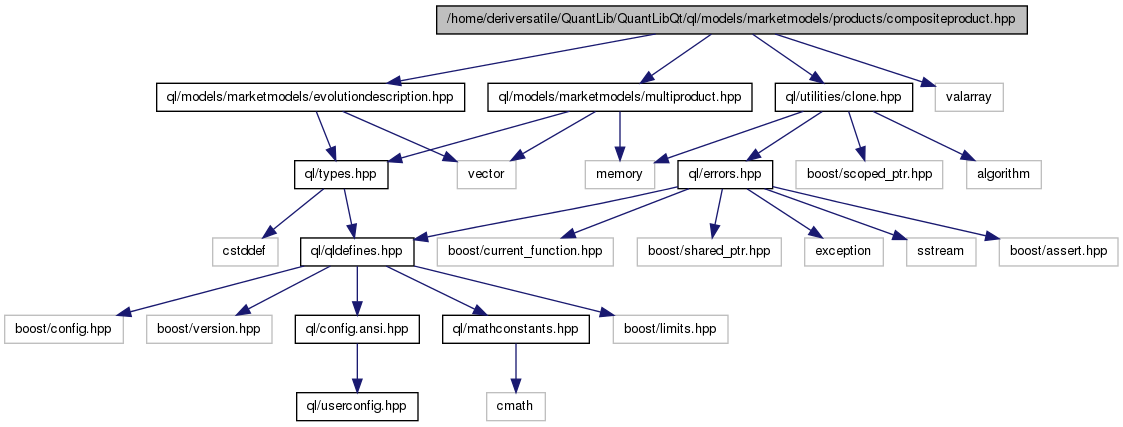 /home/deriversatile/QuantLib/QuantLibQt/ql/models/marketmodels/products/compositeproduct.hpp
ql/models/marketmodels/evolutiondescription.hpp
ql/models/marketmodels/multiproduct.hpp
ql/utilities/clone.hpp
valarray
ql/types.hpp
vector
memory
ql/errors.hpp
boost/scoped_ptr.hpp
algorithm
cstddef
ql/qldefines.hpp
boost/current_function.hpp
boost/shared_ptr.hpp
exception
sstream
boost/assert.hpp
boost/config.hpp
boost/version.hpp
ql/config.ansi.hpp
ql/mathconstants.hpp
boost/limits.hpp
ql/userconfig.hpp
cmath